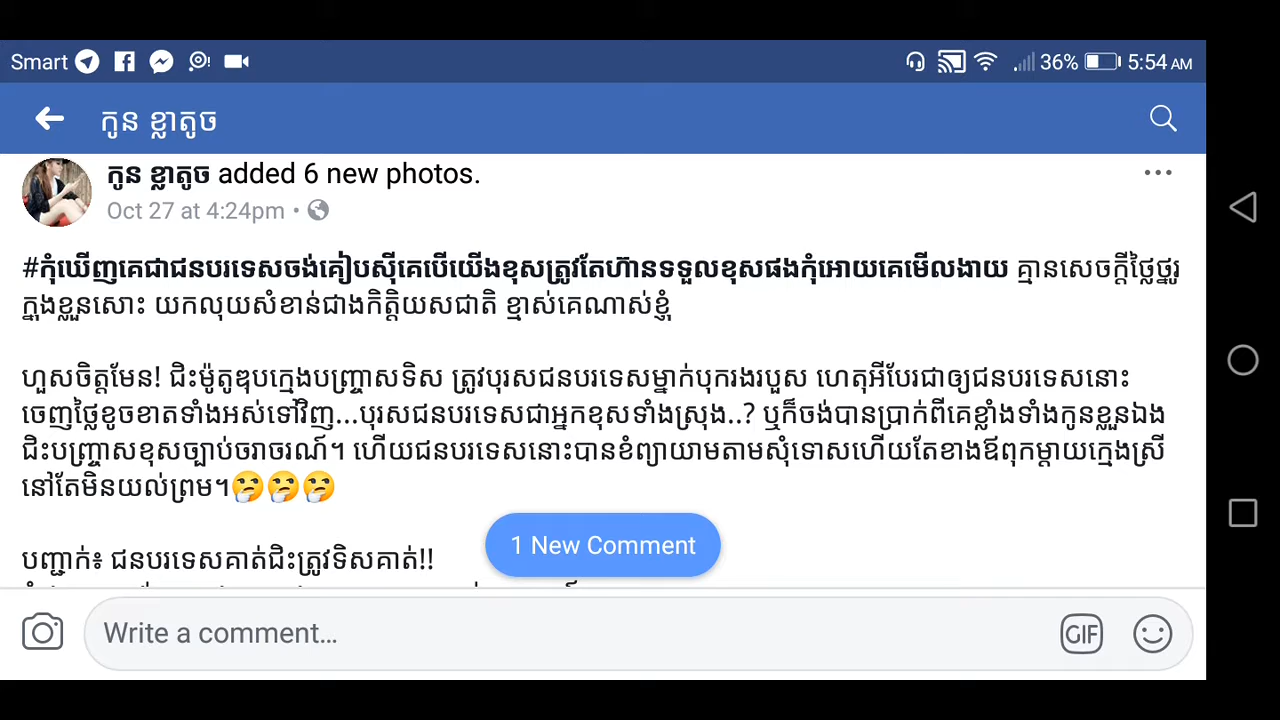 Smart 36% 5:54 AM
កូន ខ្លាតូច
កូន ខ្លាតូច added 6 new photos.
Oct 27 at 4:24pm •
#កុំឃើញគេជាជនបរទេសចង់គៀបស៊ីគេបើយើងខុសត្រូវតែហ៊ានទទួលខុសផងកុំអោយគេមើលងាយ គ្មានសេចក្ដីថ្លៃថ្នូរ
ក្នុងខ្លួនសោះ យកលុយសំខាន់ជាងកិត្តិយសជាតិ ខ្មាស់គេណាស់ខ្ញុំ
ហួសចិត្តមែន! ជិះម៉ូតូឌុបក្មេងបញ្ច្រាសទិស ត្រូវបុរសជនបរទេសម្នាក់បុករងរបួស ហេតុអីបែរជាឲ្យជនបរទេសនោះ
ចេញថ្លៃខូចខាតទាំងអស់ទៅវិញ...បុរសជនបរទេសជាអ្នកខុសទាំងស្រុង..? ឬក៏ចង់បានប្រាក់ពីគេខ្លាំងទាំងកូនខ្លួនឯង
ជិះបញ្ច្រាសខុសច្បាប់ចរាចរណ៍។ ហើយជនបរទេសនោះបានខំព្យាយាមតាមសុំទោសហើយតែខាងឪពុកម្ដាយក្មេងស្រី
នៅតែមិនយល់ព្រម។🤔🤔🤔
បញ្ជាក់៖ ជនបរទេសគាត់ជិះត្រូវទិសគាត់!!
1 New Comment
Write a comment...
GIF